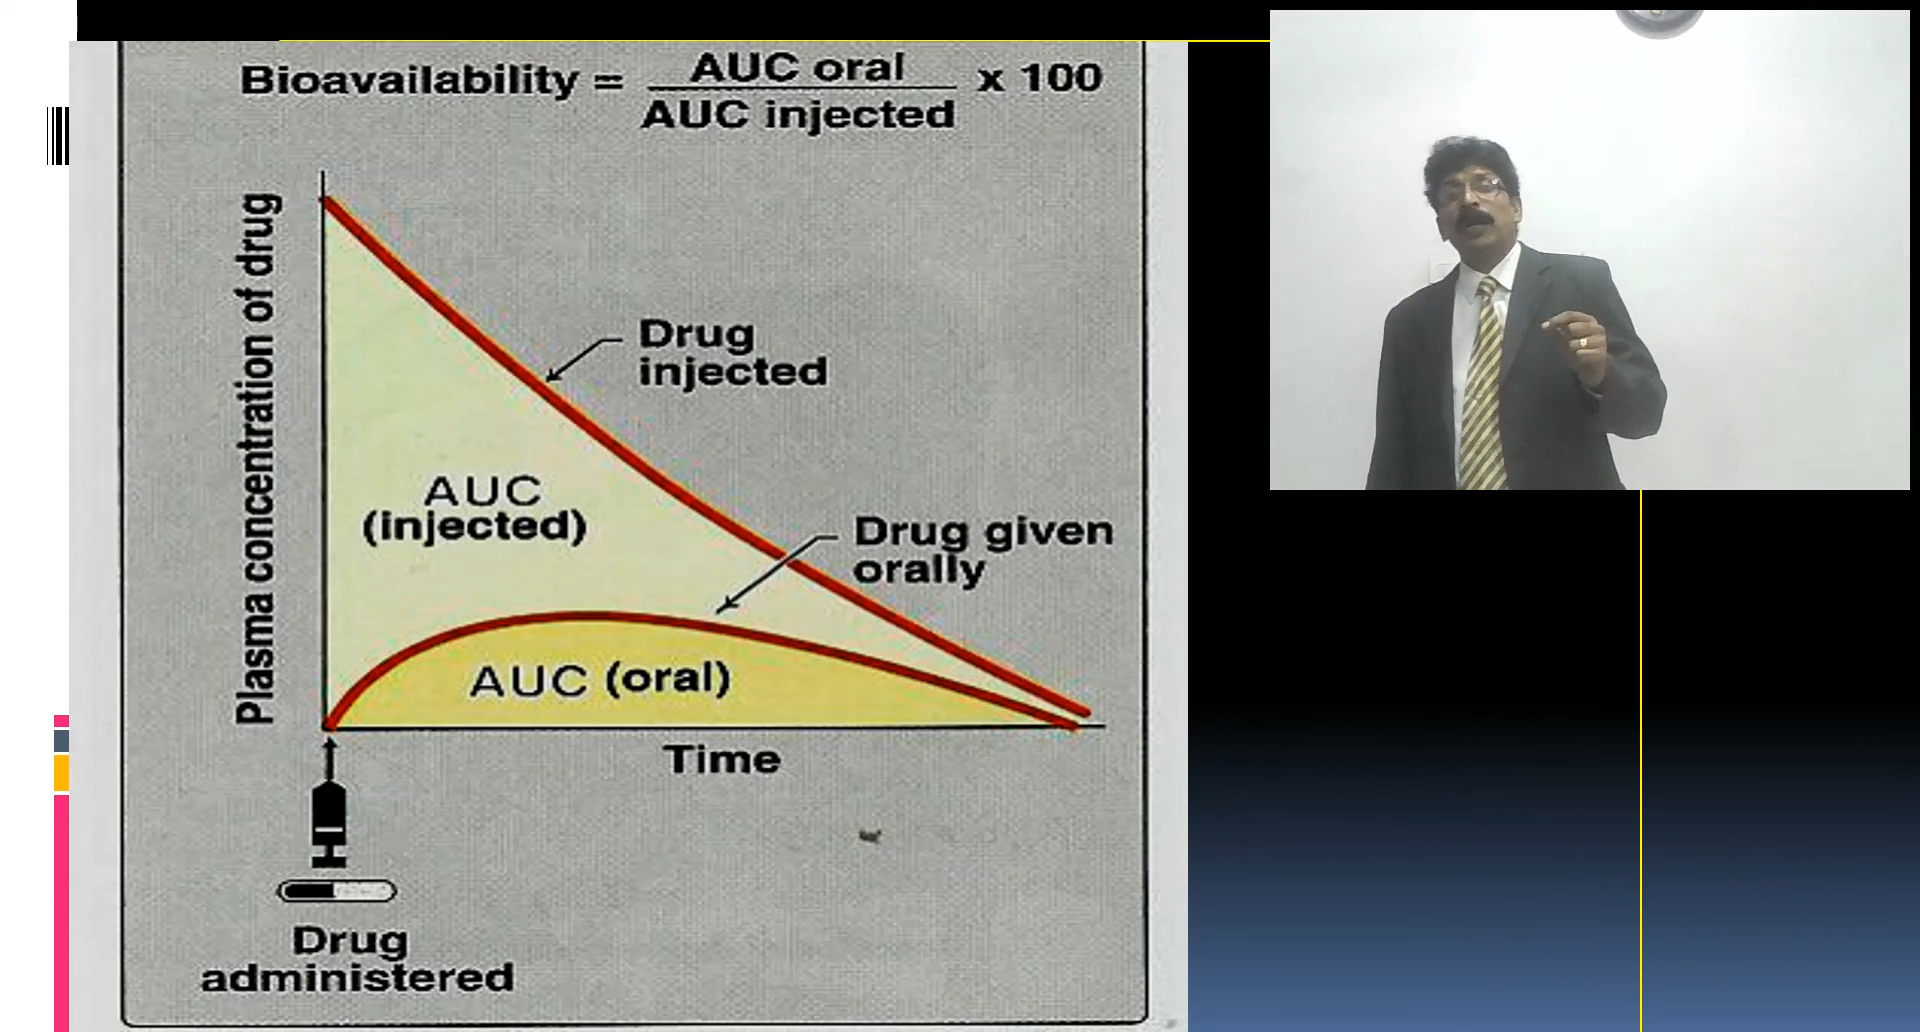 Bioavailability = AUC oral / AUC injected x 100
Plasma concentration of drug
Drug
injected
AUC
(injected)
Drug given
orally
AUC (oral)
Time
Drug
administered